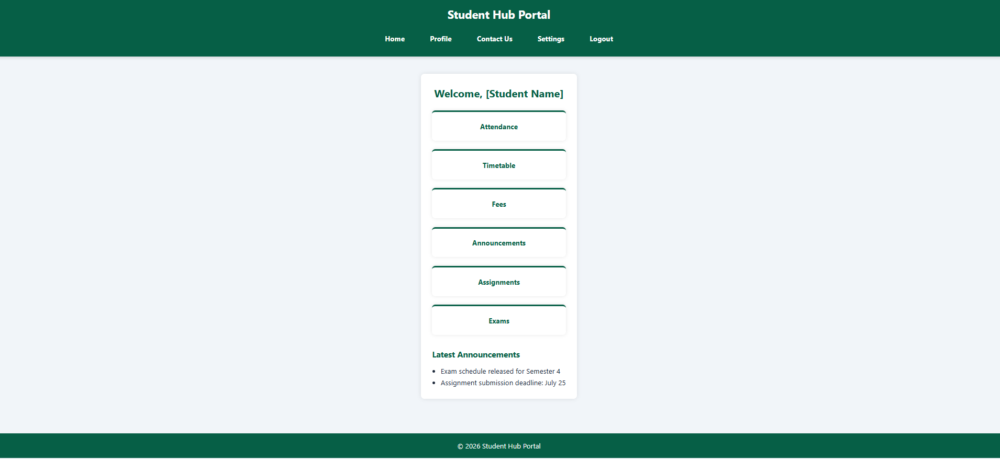 Student Hub Portal
Home Profile Contact Us Settings Logout
Welcome, [Student Name]
Attendance
Timetable
Fees
Announcements
Assignments
Exams
Latest Announcements
• Exam schedule released for Semester 4
• Assignment submission deadline: July 25
© 2026 Student Hub Portal